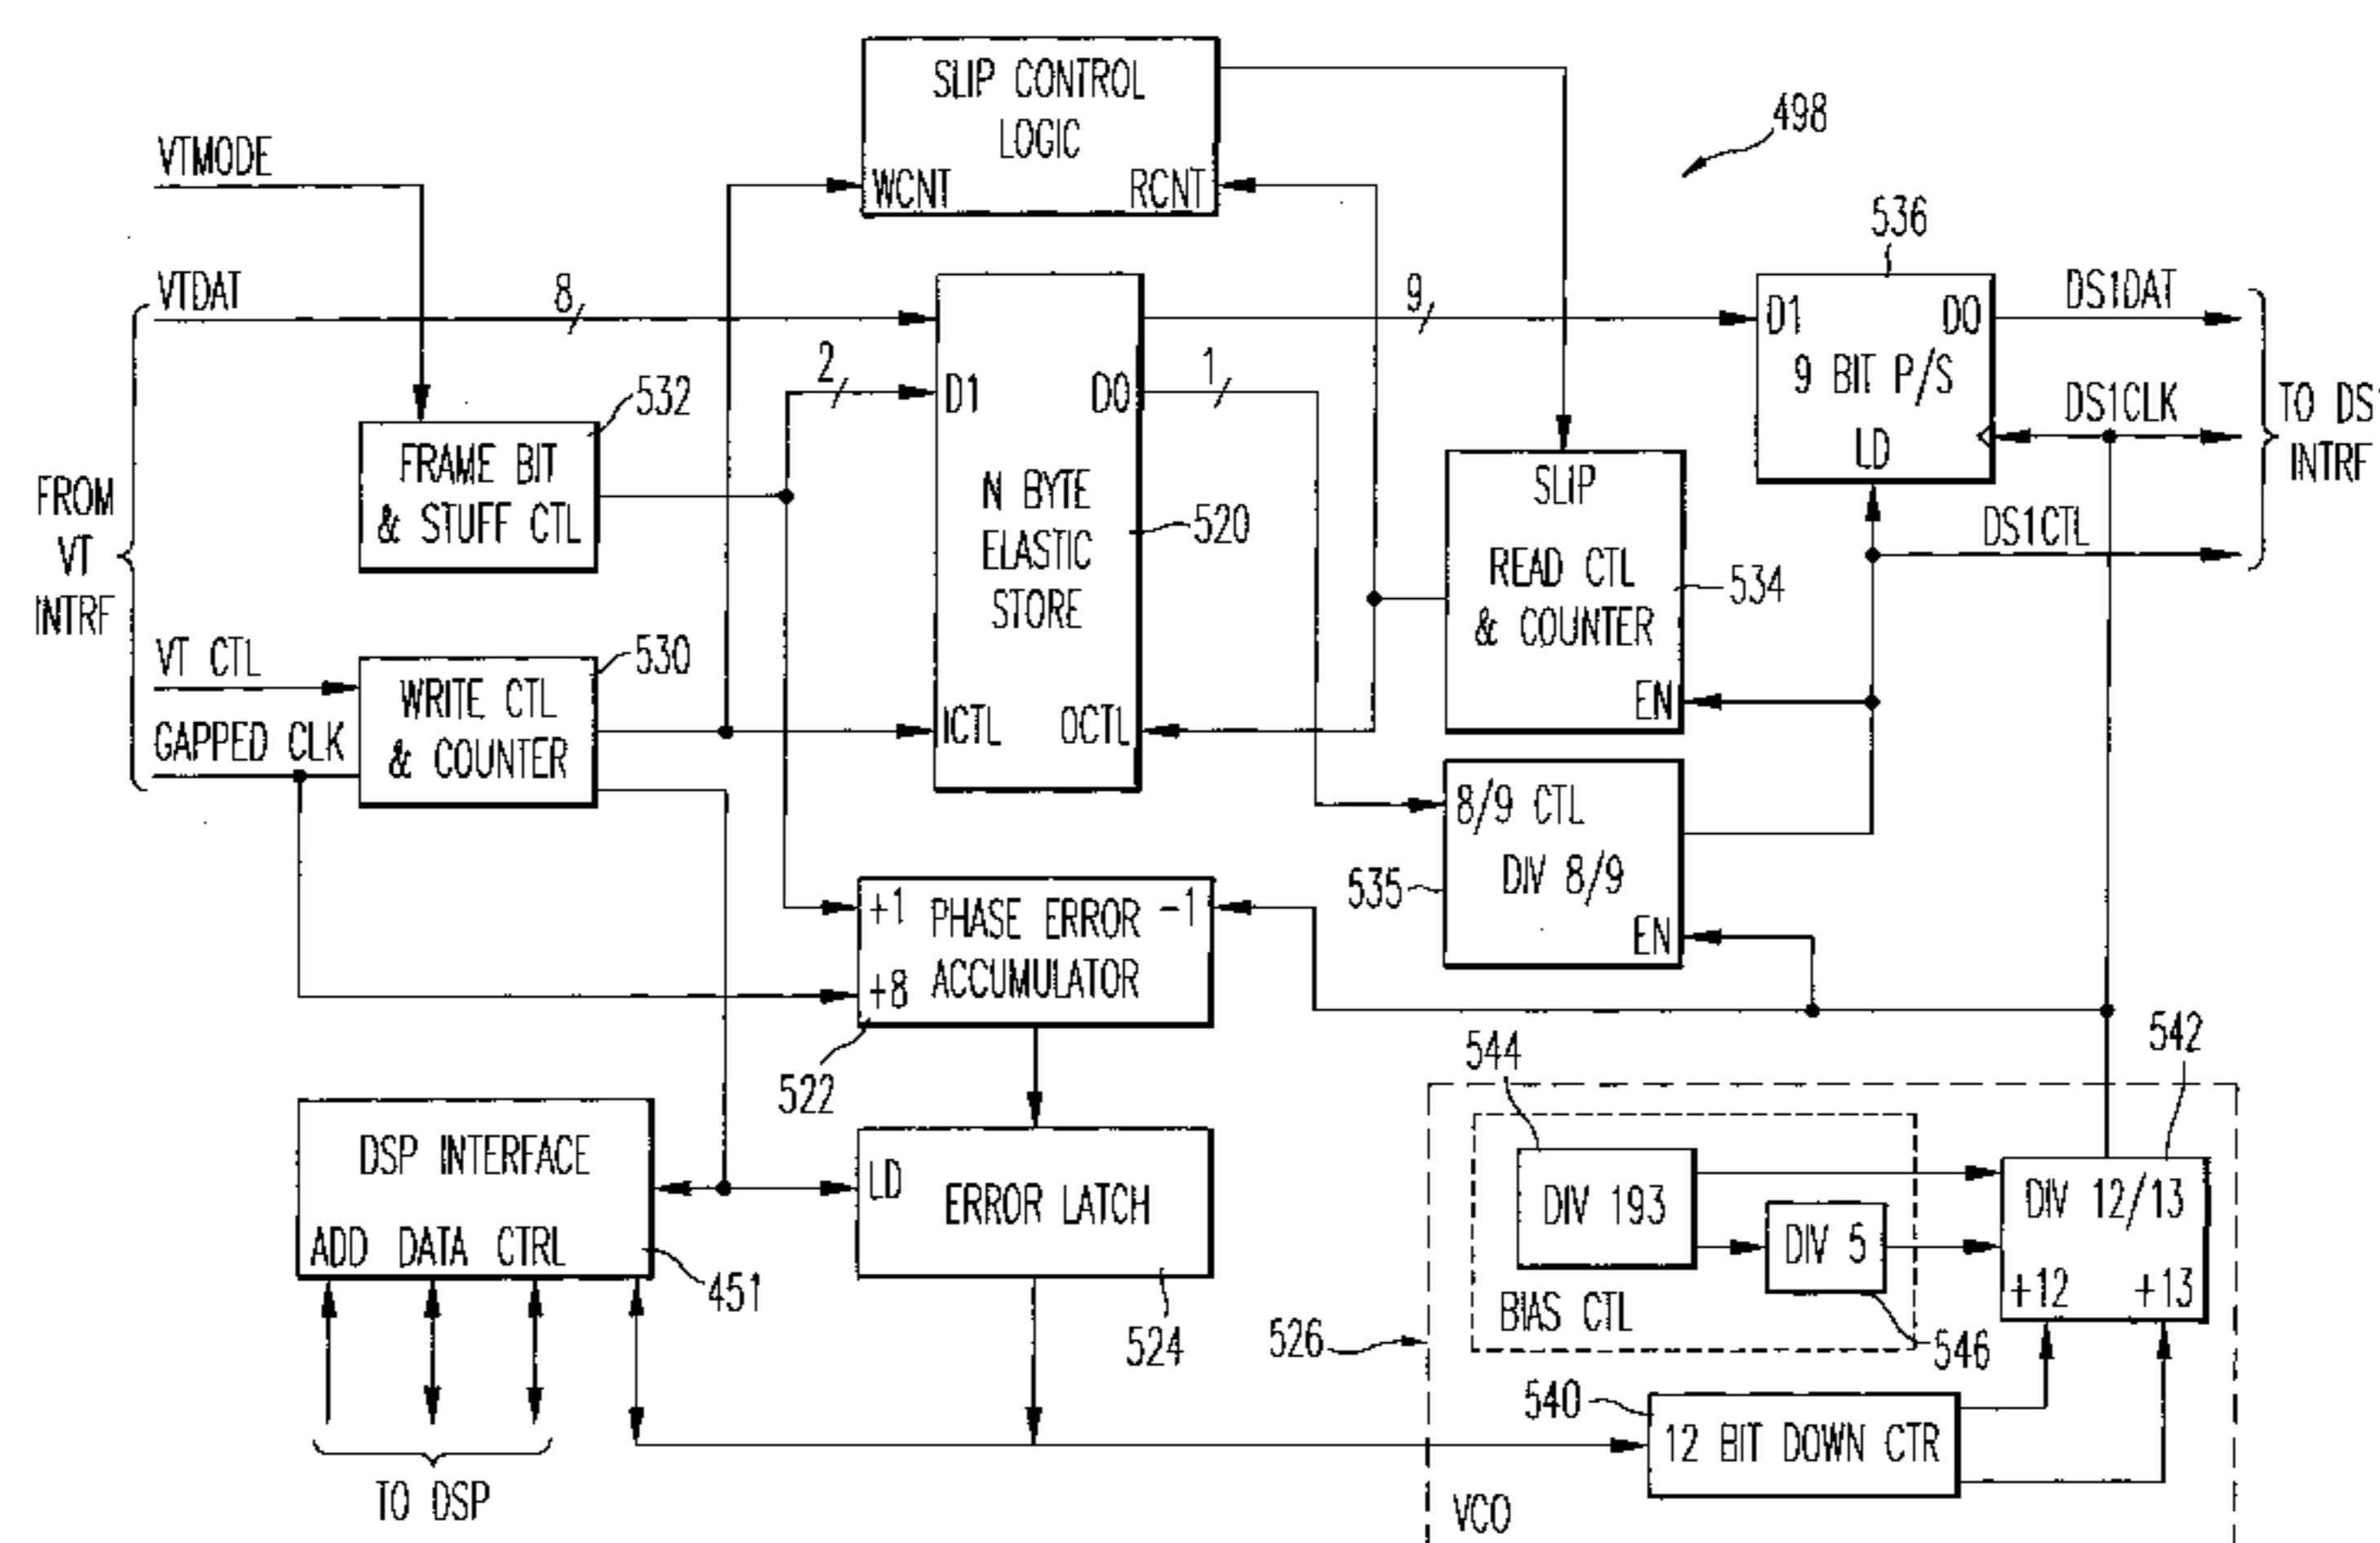 SLIP CONTROL
LOGIC
WCNT RCNT
498
VTMODE
536
VTDAT
8
9
D1 D0
9 BIT P/S
LD
DS1DAT
DS1CLK
DS1CTL
TO DS1
INTRF
2
1
532
FRAME BIT
& STUFF CTL
D1 D0
N BYTE
ELASTIC
STORE
520
ICTL OCTL
SLIP
READ CTL
& COUNTER
EN
534
FROM
VT
INTRF
VT CTL
GAPPED CLK
530
WRITE CTL
& COUNTER
8/9 CTL
DIV 8/9
EN
535
+1 PHASE ERROR -1
+8 ACCUMULATOR
522
544
542
DSP INTERFACE
ADD DATA CTRL
451
LD ERROR LATCH
524
DIV 193
DIV 5
BIAS CTL
546
DIV 12/13
+12 +13
526
540
12 BIT DOWN CTR
VCO
TO DSP